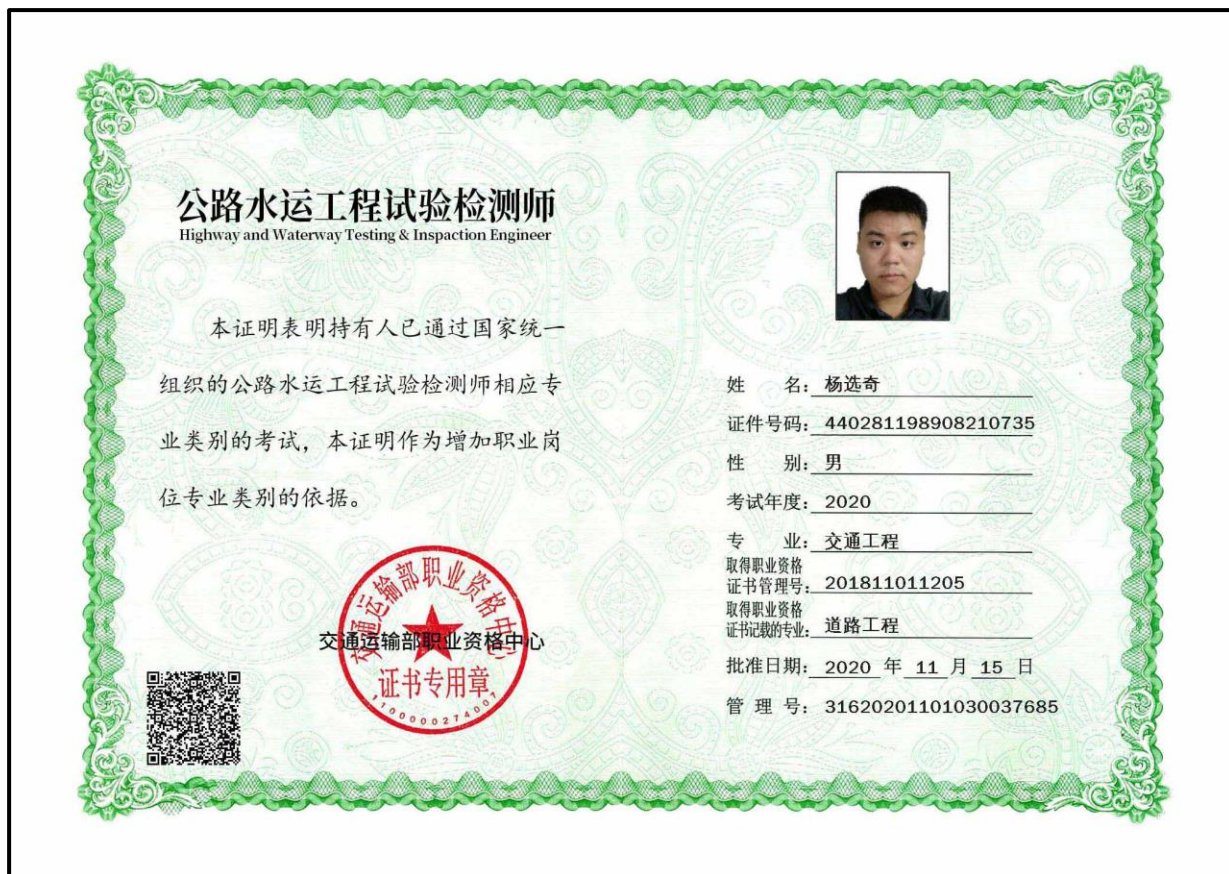 公路水运工程试验检测师
Highway and Waterway Testing & Inspaction Engineer
本证明表明持有人已通过国家统一
组织的公路水运工程试验检测师相应专
业类别的考试，本证明作为增加职业岗
位专业类别的依据。
交通运输部职业资格中心
交通运输部职业资格中心
证书专用章
1100000274007
姓 名：杨选奇
证件号码：440281198908210735
性 别：男
考试年度：2020
专 业：交通工程
取得职业资格
证书管理号：201811011205
取得职业资格
证书记载的专业：道路工程
批准日期：2020 年 11 月 15 日
管 理 号：31620201101030037685